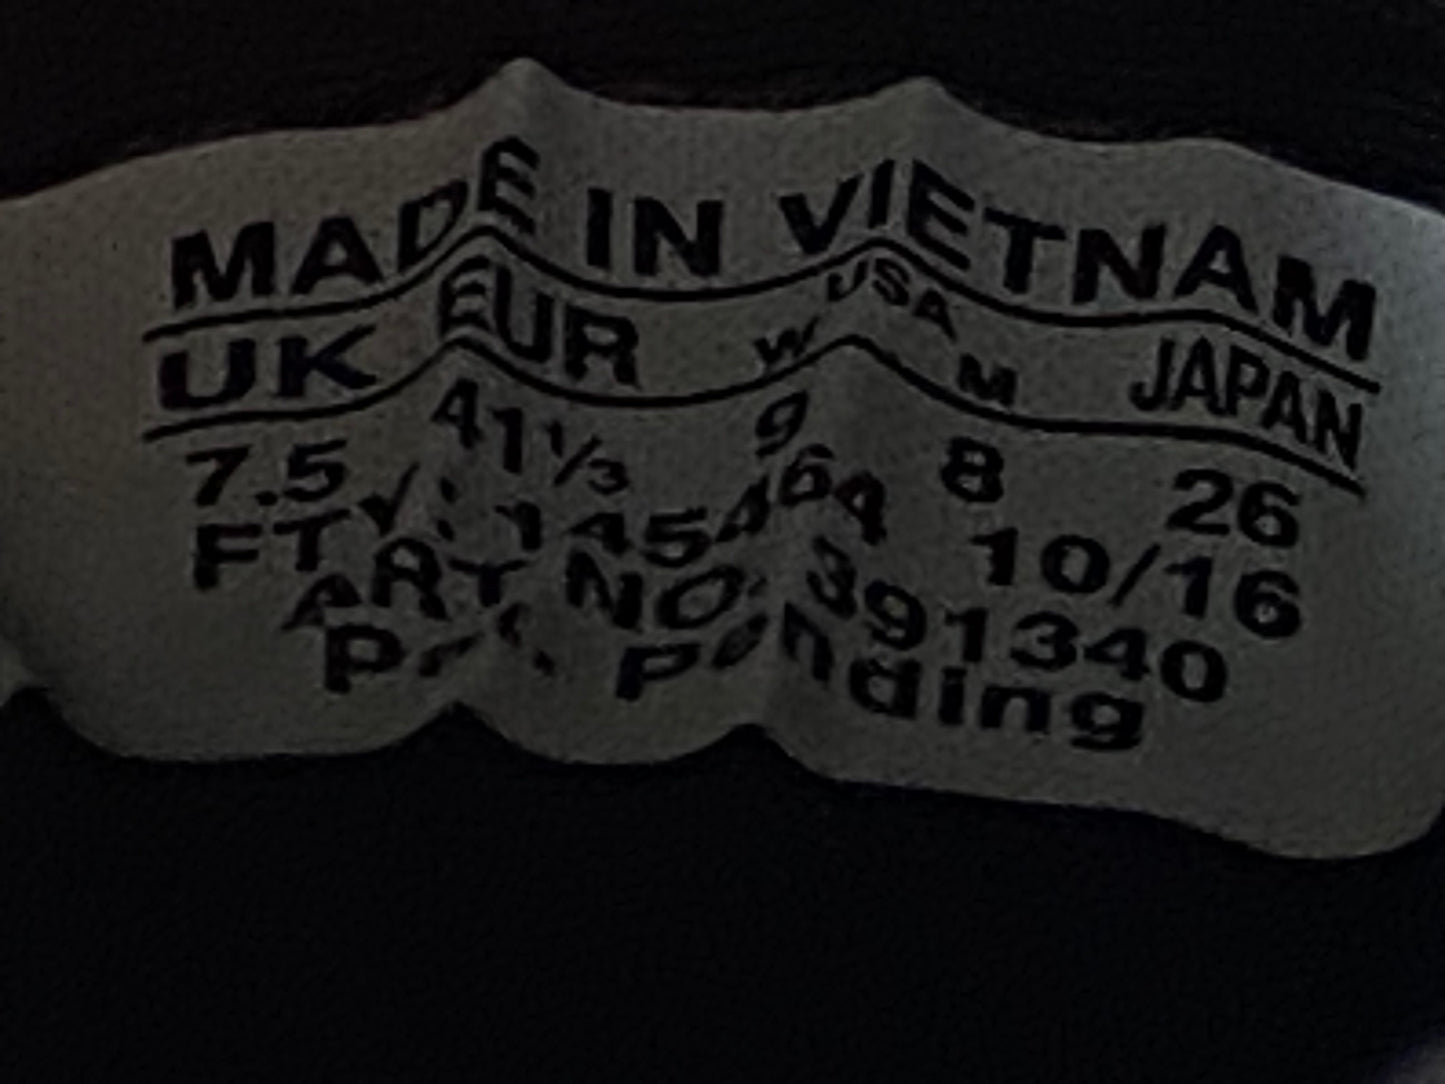 MADE IN VIETNAM
UK EUR W USA M JAPAN
7.5 41⅓ 9 8 26
FTY: 145464 10/16
ART NO: 391340
pending